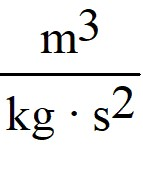 m³
kg · s²